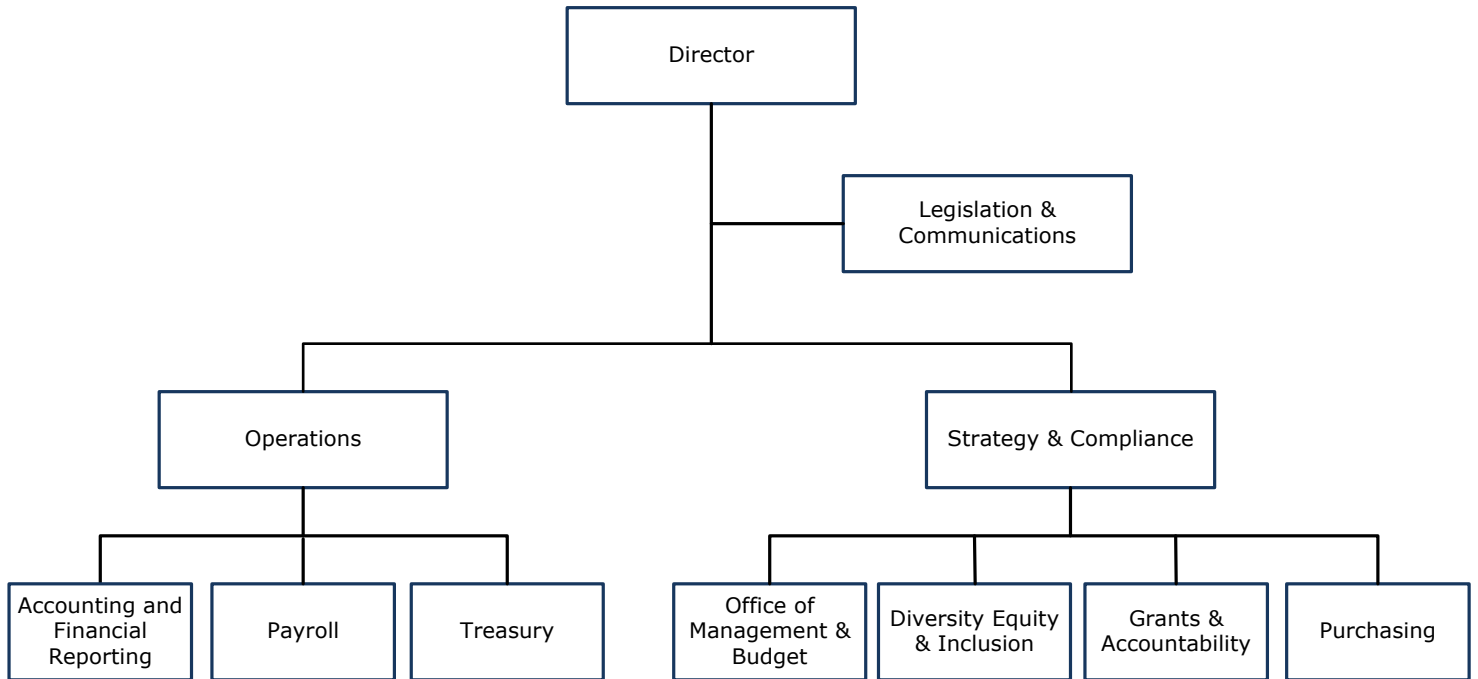 Director
Legislation &
Communications
Operations
Strategy & Compliance
Accounting and
Financial
Reporting
Payroll
Treasury
Office of
Management &
Budget
Diversity Equity
& Inclusion
Grants &
Accountability
Purchasing